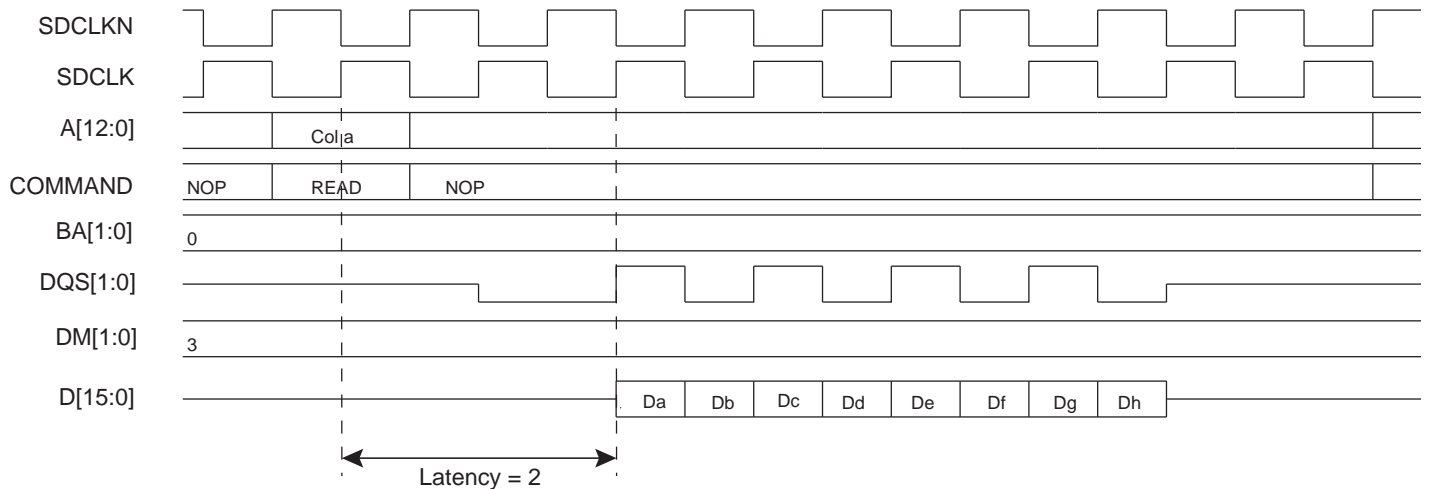 SDCLKN
SDCLK
A[12:0]
Col a
COMMAND
NOP READ NOP
BA[1:0]
0
DQS[1:0]
DM[1:0]
3
D[15:0]
Da Db Dc Dd De Df Dg Dh
Latency = 2